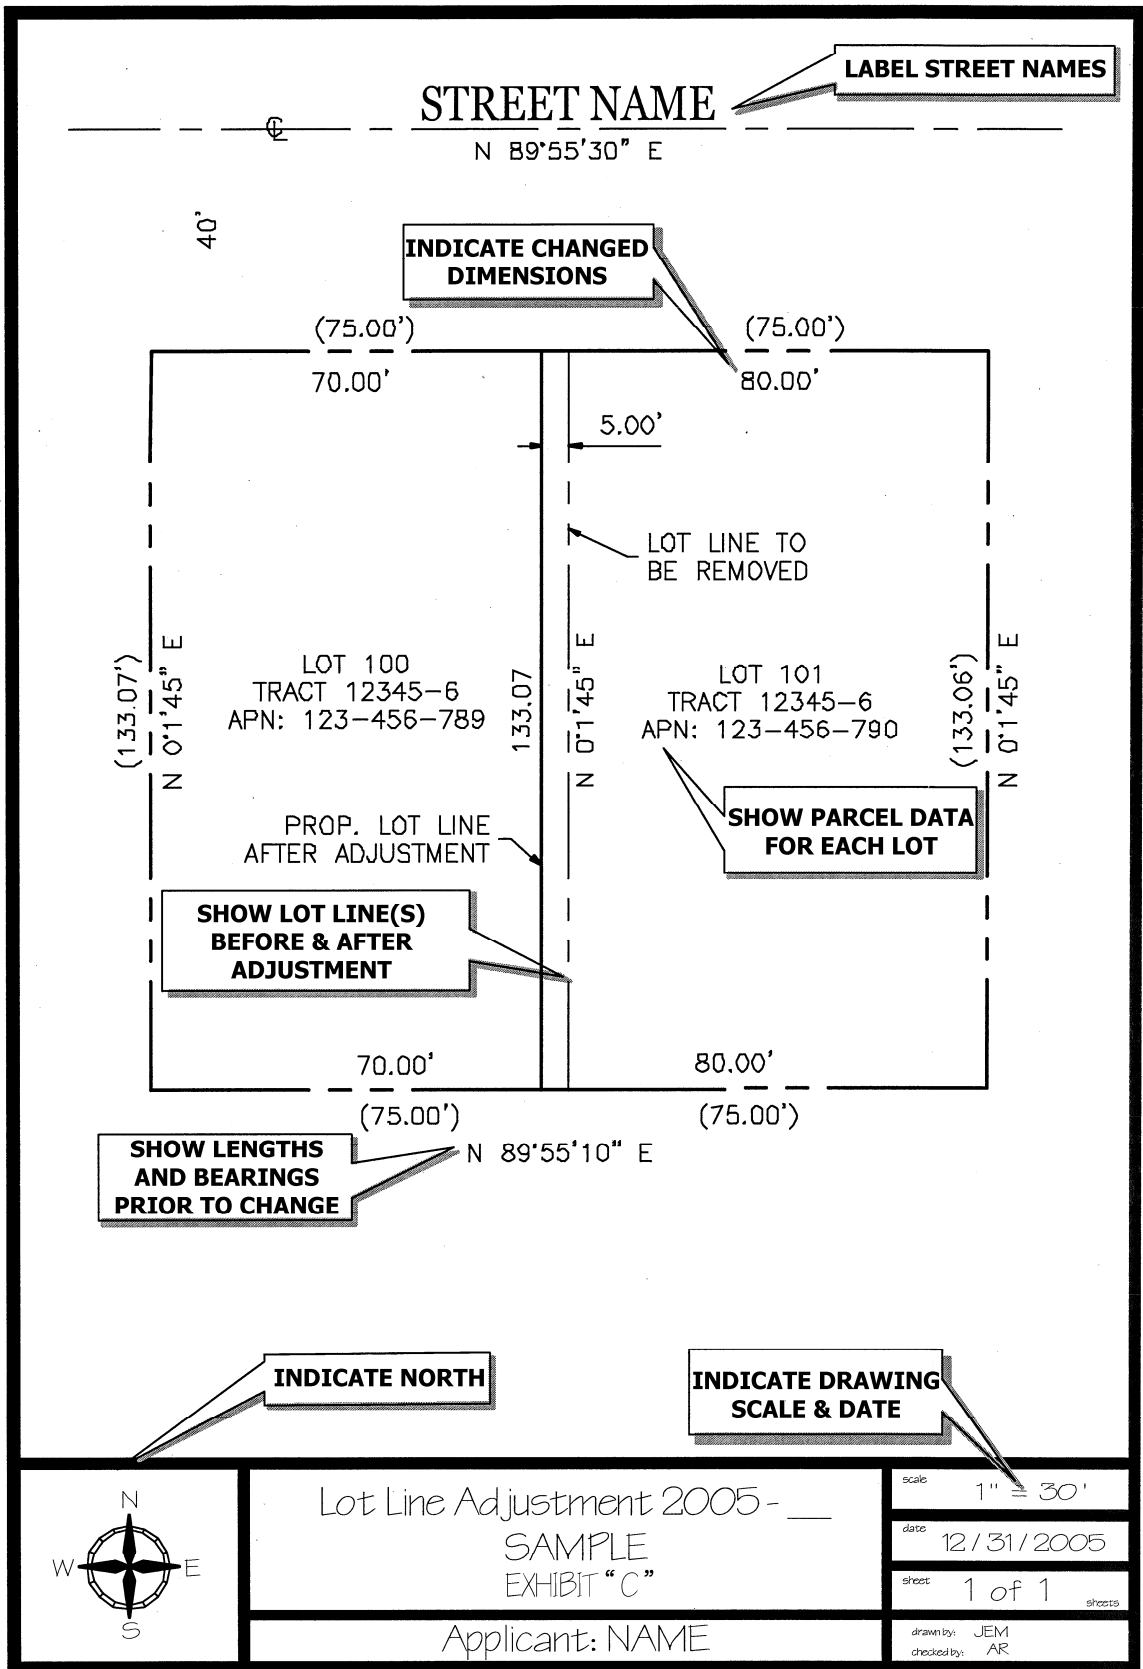 LABEL STREET NAMES
STREET NAME
℄
N 89°55'30" E
40'
INDICATE CHANGED
DIMENSIONS
(75.00') (75.00')
70.00' 80.00'
5.00'
LOT LINE TO
BE REMOVED
(133.07')
N 0°1'45" E
LOT 100
TRACT 12345-6
APN: 123-456-789
133.07
N 0°1'45" E
LOT 101
TRACT 12345-6
APN: 123-456-790
(133.06')
N 0°1'45" E
SHOW PARCEL DATA
FOR EACH LOT
PROP. LOT LINE
AFTER ADJUSTMENT
SHOW LOT LINE(S)
BEFORE & AFTER
ADJUSTMENT
70.00' 80.00'
(75.00') (75.00')
SHOW LENGTHS
AND BEARINGS
PRIOR TO CHANGE
N 89°55'10" E
INDICATE NORTH
INDICATE DRAWING
SCALE & DATE
N
W E
S
Lot Line Adjustment 2005-___
SAMPLE
EXHIBIT "C"
Applicant: NAME
scale 1" = 30'
date 12/31/2005
sheet 1 of 1 sheets
drawn by: JEM
checked by: AR